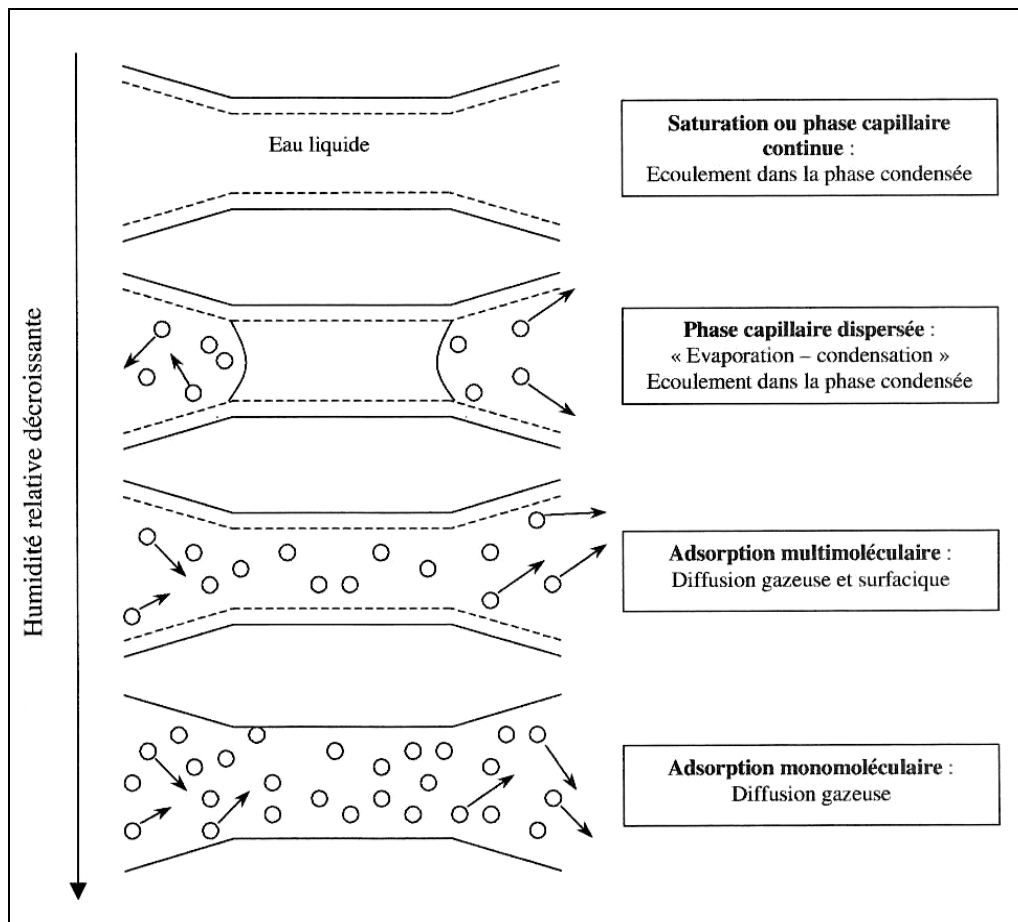 Humidité relative décroissante
Eau liquide
Saturation ou phase capillaire
continue :
Ecoulement dans la phase condensée
Phase capillaire dispersée :
« Evaporation – condensation »
Ecoulement dans la phase condensée
Adsorption multimoléculaire :
Diffusion gazeuse et surfacique
Adsorption monomoléculaire :
Diffusion gazeuse